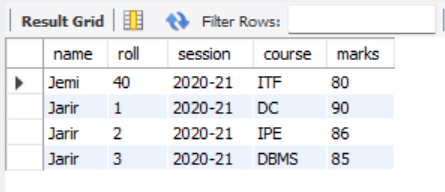 Result Grid Filter Rows:
name roll session course marks
Jemi 40 2020-21 ITF 80
Jarir 1 2020-21 DC 90
Jarir 2 2020-21 IPE 86
Jarir 3 2020-21 DBMS 85